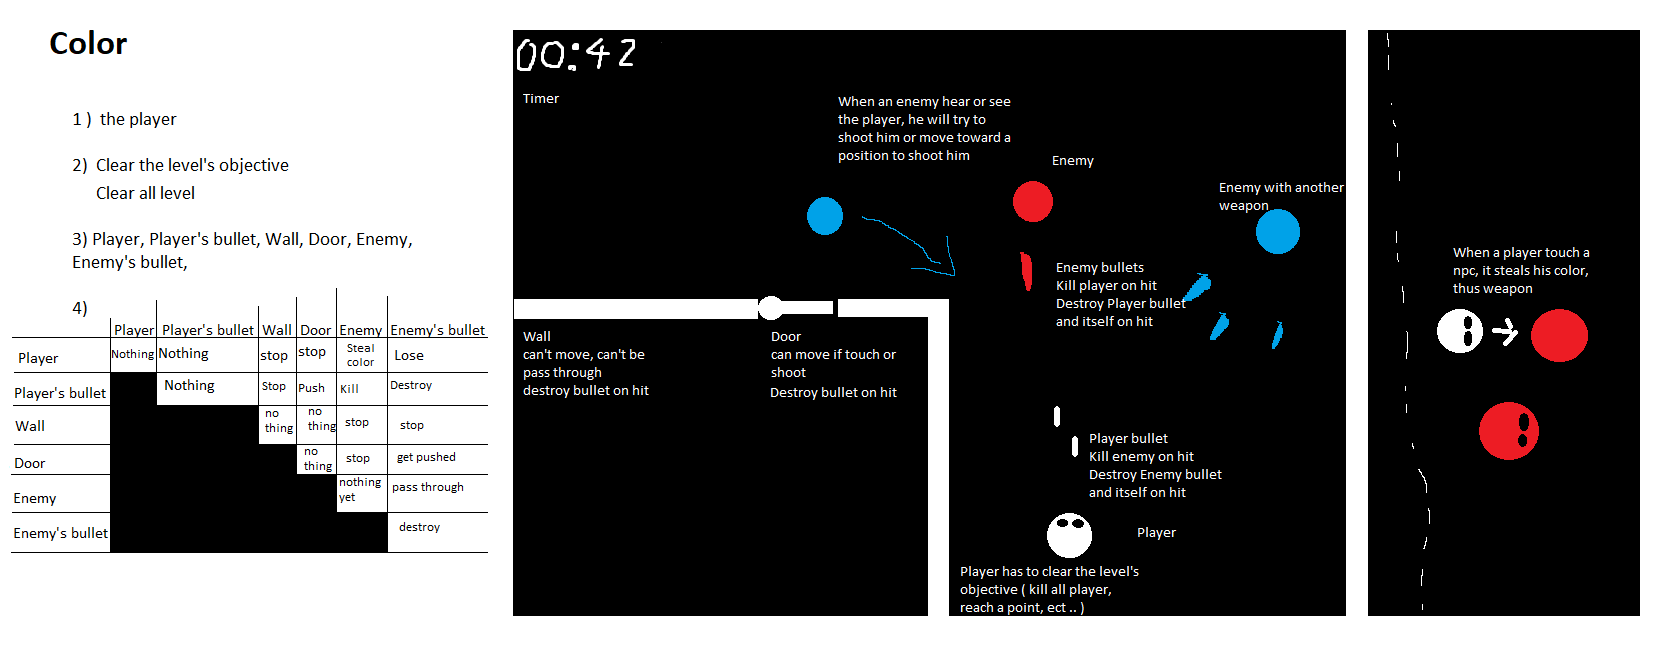 Color
1 ) the player
2) Clear the level's objective
Clear all level
3) Player, Player's bullet, Wall, Door, Enemy,
Enemy's bullet,
4)
Player Player's bullet Wall Door Enemy Enemy's bullet
Player Nothing Nothing stop stop Steal color Lose
Player's bullet Nothing Stop Push Kill Destroy
Wall no thing no thing stop stop
Door no thing stop get pushed
Enemy nothing yet pass through
Enemy's bullet destroy
00:42
Timer
When an enemy hear or see
the player, he will try to
shoot him or move toward a
position to shoot him
Enemy
Enemy with another
weapon
Enemy bullets
Kill player on hit
Destroy Player bullet
and itself on hit
Wall
can't move, can't be
pass through
destroy bullet on hit
Door
can move if touch or
shoot
Destroy bullet on hit
Player bullet
Kill enemy on hit
Destroy Enemy bullet
and itself on hit
Player
Player has to clear the level's
objective ( kill all player,
reach a point, ect .. )
When a player touch a
npc, it steals his color,
thus weapon